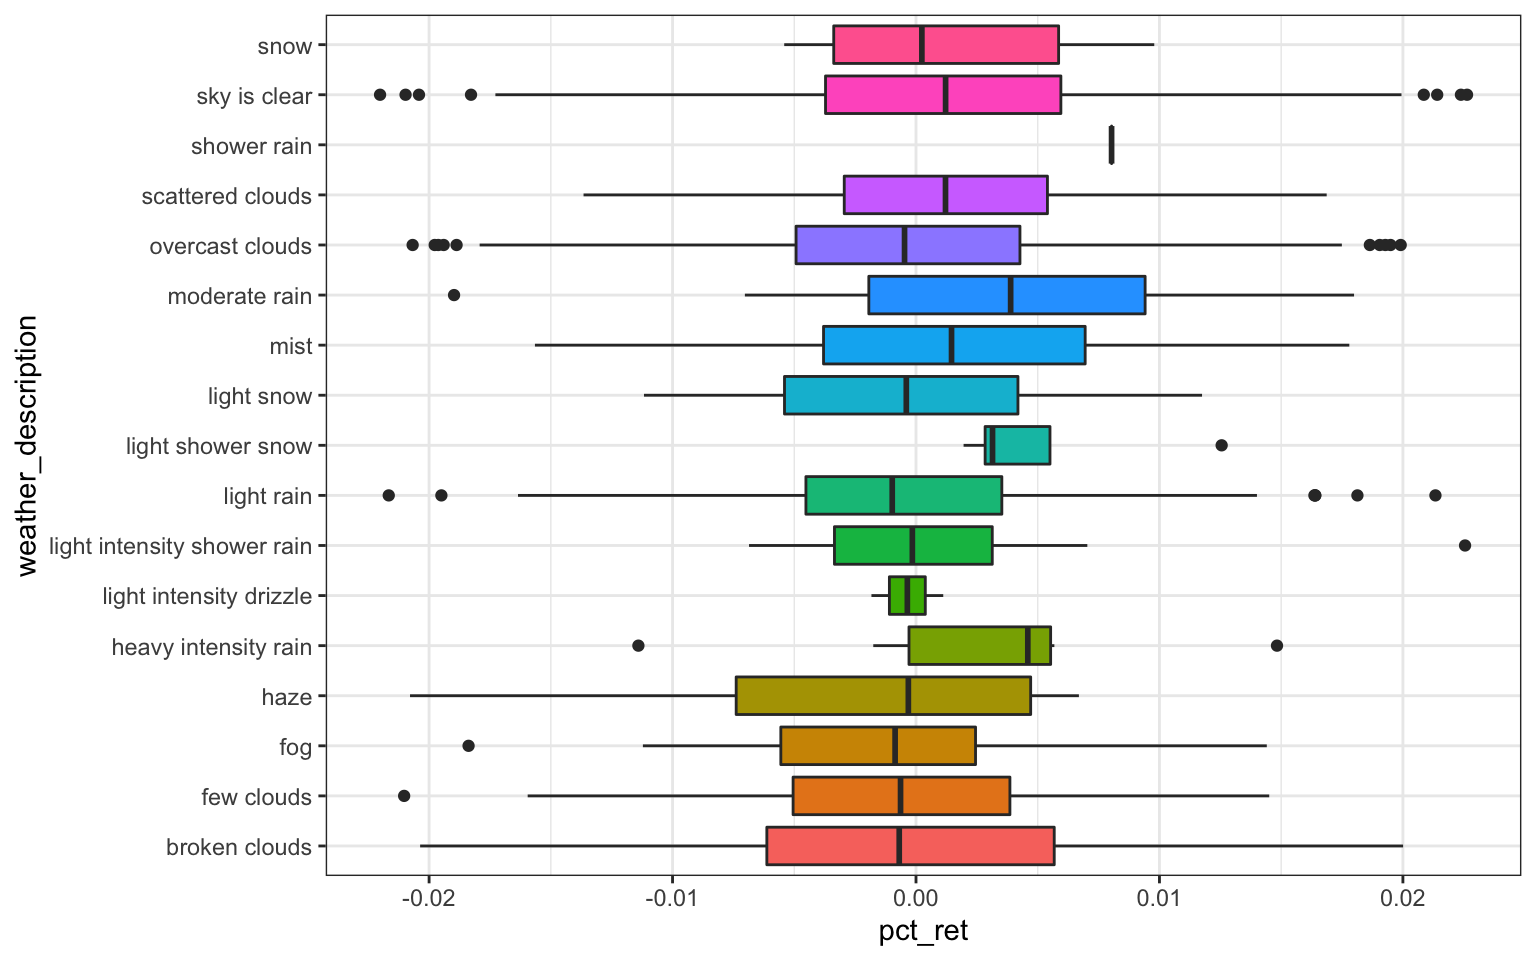 snow
sky is clear
shower rain
scattered clouds
overcast clouds
moderate rain
mist
light snow
light shower snow
light rain
light intensity shower rain
light intensity drizzle
heavy intensity rain
haze
fog
few clouds
broken clouds
weather_description
-0.02 -0.01 0.00 0.01 0.02
pct_ret